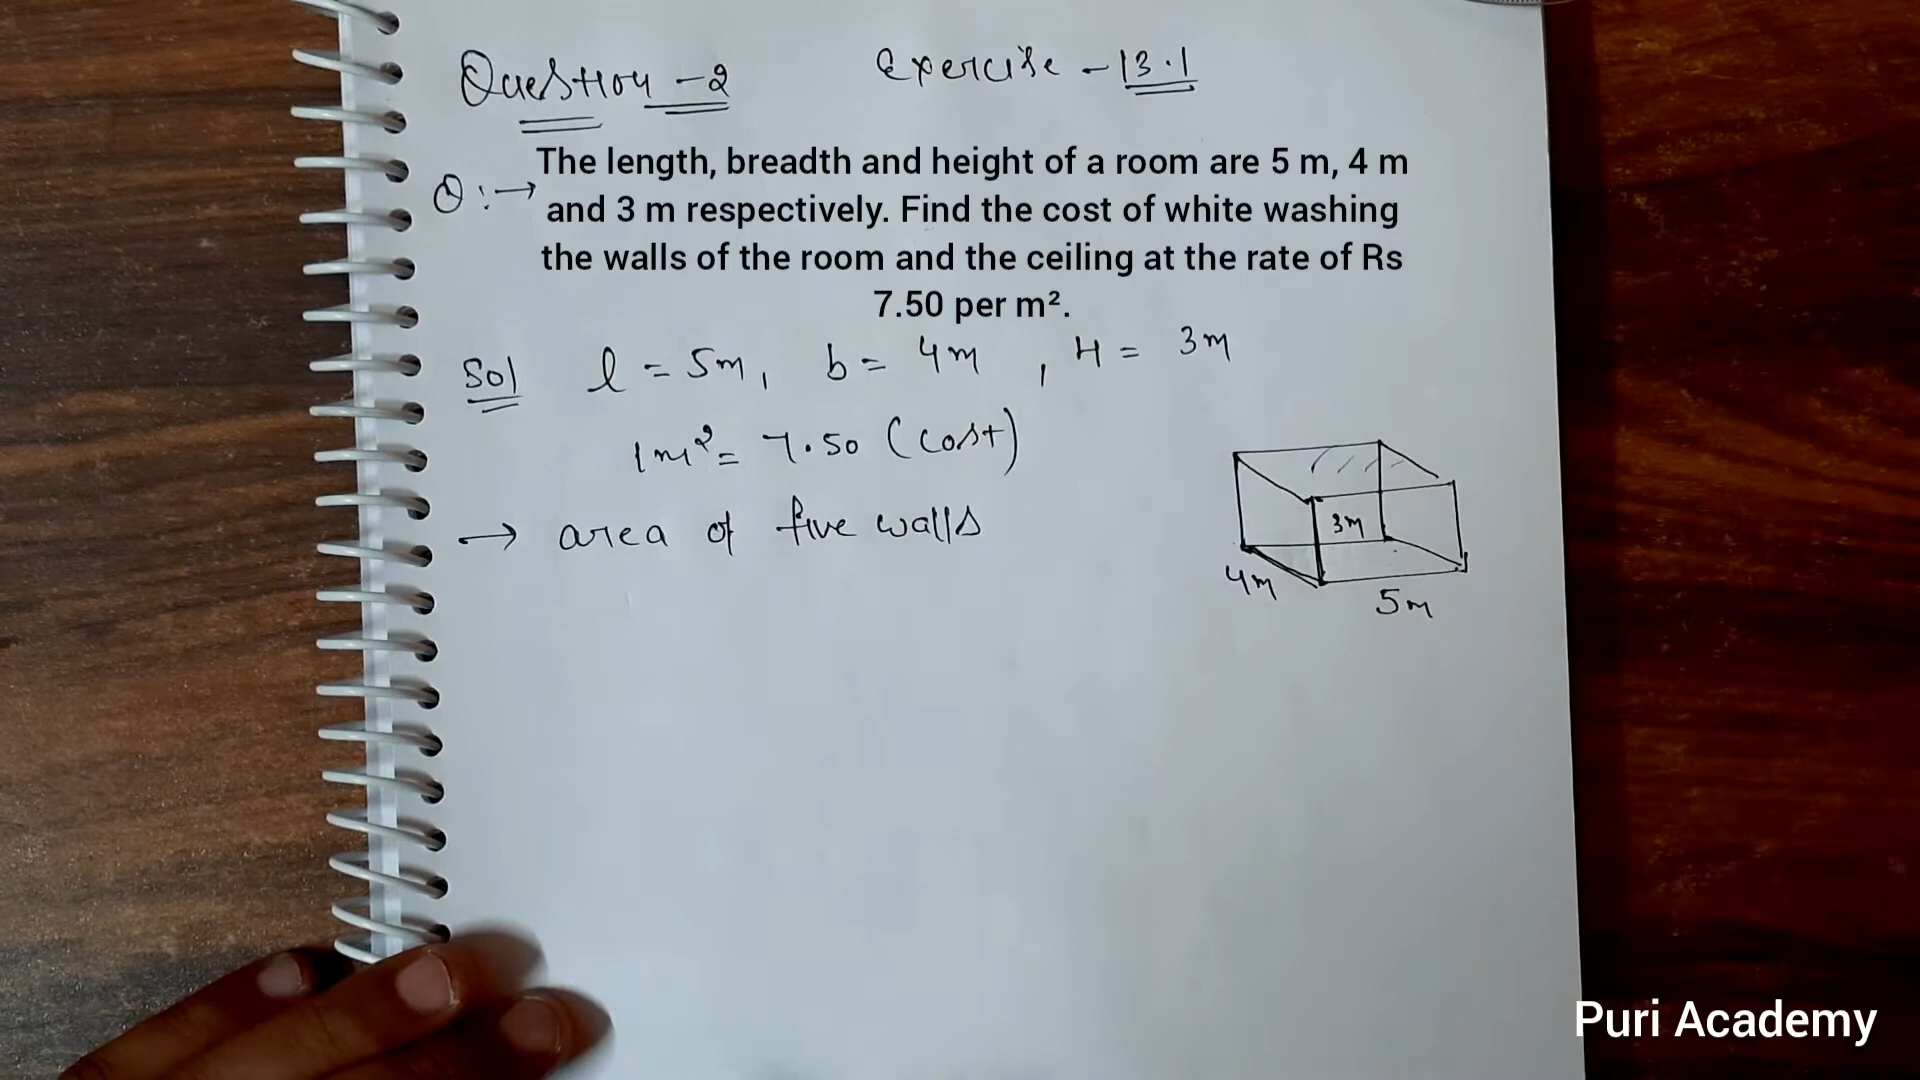 Question - 2 Exercise - 13.1
Q :→ The length, breadth and height of a room are 5 m, 4 m
and 3 m respectively. Find the cost of white washing
the walls of the room and the ceiling at the rate of Rs
7.50 per m².
Sol l = 5m, b = 4m , H = 3m
1m² = 7.50 (cost)
→ area of five walls
3m
4m
5m
Puri Academy